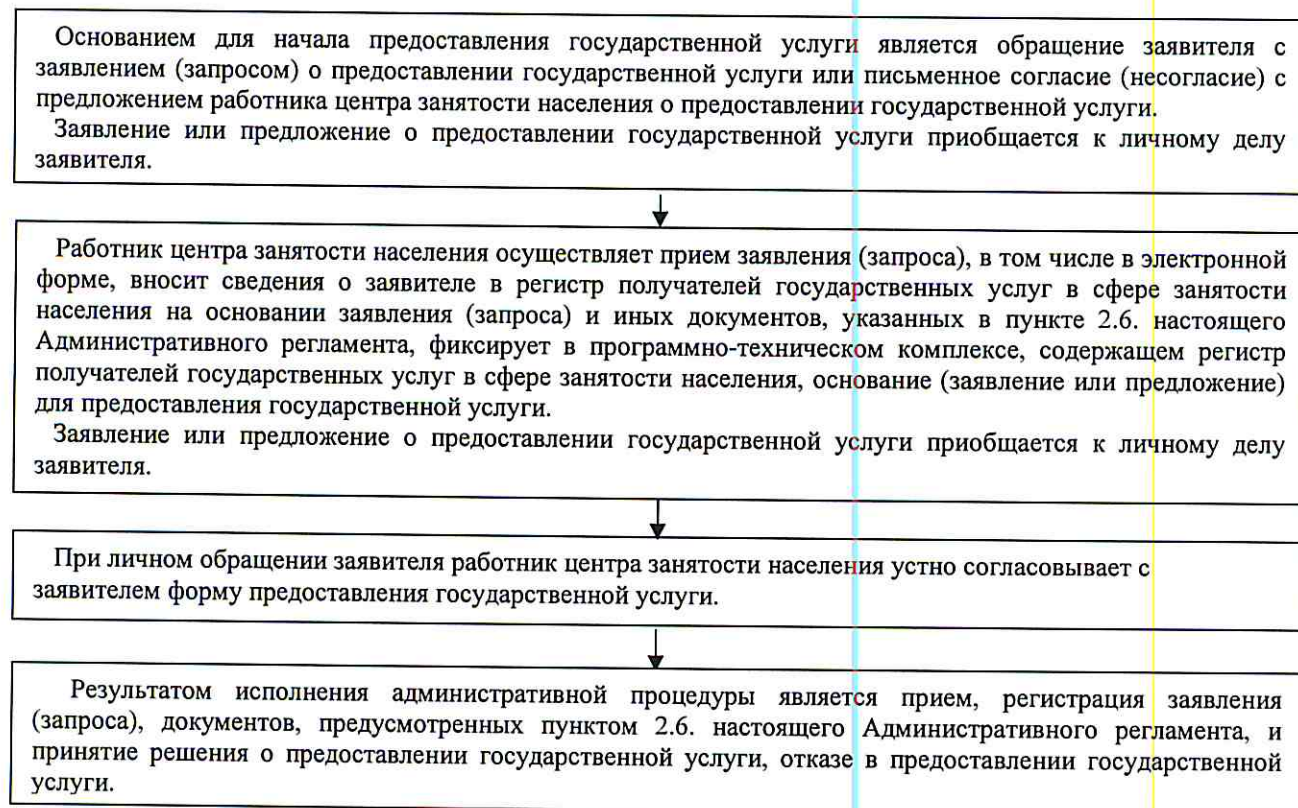 Основанием для начала предоставления государственной услуги является обращение заявителя с
заявлением (запросом) о предоставлении государственной услуги или письменное согласие (несогласие) с
предложением работника центра занятости населения о предоставлении государственной услуги.
Заявление или предложение о предоставлении государственной услуги приобщается к личному делу
заявителя.
Работник центра занятости населения осуществляет прием заявления (запроса), в том числе в электронной
форме, вносит сведения о заявителе в регистр получателей государственных услуг в сфере занятости
населения на основании заявления (запроса) и иных документов, указанных в пункте 2.6. настоящего
Административного регламента, фиксирует в программно-техническом комплексе, содержащем регистр
получателей государственных услуг в сфере занятости населения, основание (заявление или предложение)
для предоставления государственной услуги.
Заявление или предложение о предоставлении государственной услуги приобщается к личному делу
заявителя.
При личном обращении заявителя работник центра занятости населения устно согласовывает с
заявителем форму предоставления государственной услуги.
Результатом исполнения административной процедуры является прием, регистрация заявления
(запроса), документов, предусмотренных пунктом 2.6. настоящего Административного регламента, и
принятие решения о предоставлении государственной услуги, отказе в предоставлении государственной
услуги.